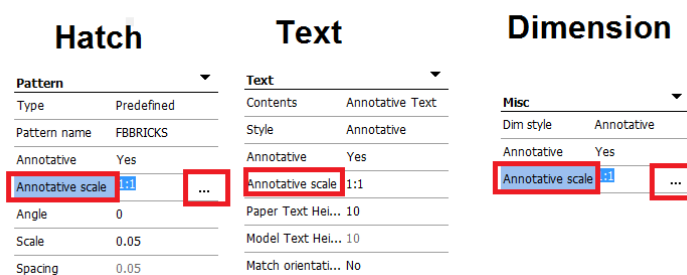 Hatch
Pattern
Type Predefined
Pattern name FBBRICKS
Annotative Yes
Annotative scale 1:1 ...
Angle 0
Scale 0.05
Spacing 0.05
Text
Text
Contents Annotative Text
Style Annotative
Annotative Yes
Annotative scale 1:1
Paper Text Hei... 10
Model Text Hei... 10
Match orientati... No
Dimension
Misc
Dim style Annotative
Annotative Yes
Annotative scale 1:1 ...